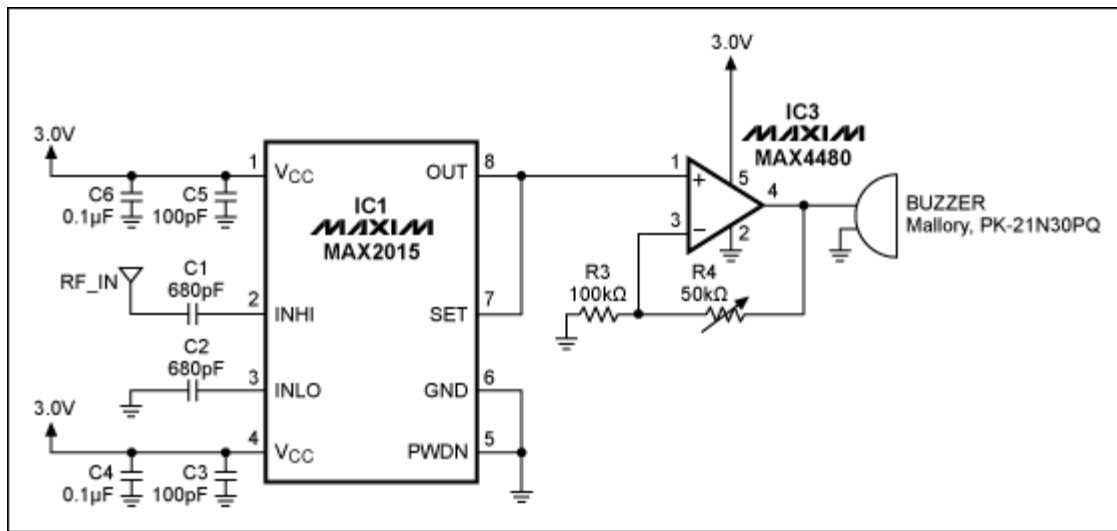 3.0V
IC3
MAXIM
MAX4480
3.0V
1
VCC
OUT
8
1
+
5
4
C6
0.1µF
C5
100pF
IC1
MAXIM
MAX2015
3
−
2
BUZZER
Mallory, PK-21N30PQ
RF_IN
C1
680pF
2
INHI
SET
7
R3
100kΩ
R4
50kΩ
C2
680pF
3
INLO
GND
6
3.0V
4
VCC
PWDN
5
C4
0.1µF
C3
100pF